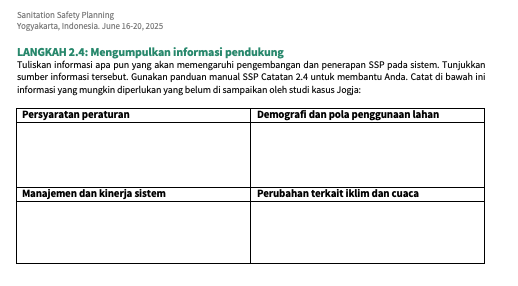 Sanitation Safety Planning
Yogyakarta, Indonesia. June 16-20, 2025
LANGKAH 2.4: Mengumpulkan informasi pendukung
Tuliskan informasi apa pun yang akan memengaruhi pengembangan dan penerapan SSP pada sistem. Tunjukkan
sumber informasi tersebut. Gunakan panduan manual SSP Catatan 2.4 untuk membantu Anda. Catat di bawah ini
informasi yang mungkin diperlukan yang belum di sampaikan oleh studi kasus Jogja:
Persyaratan peraturan
Demografi dan pola penggunaan lahan
Manajemen dan kinerja sistem
Perubahan terkait iklim dan cuaca